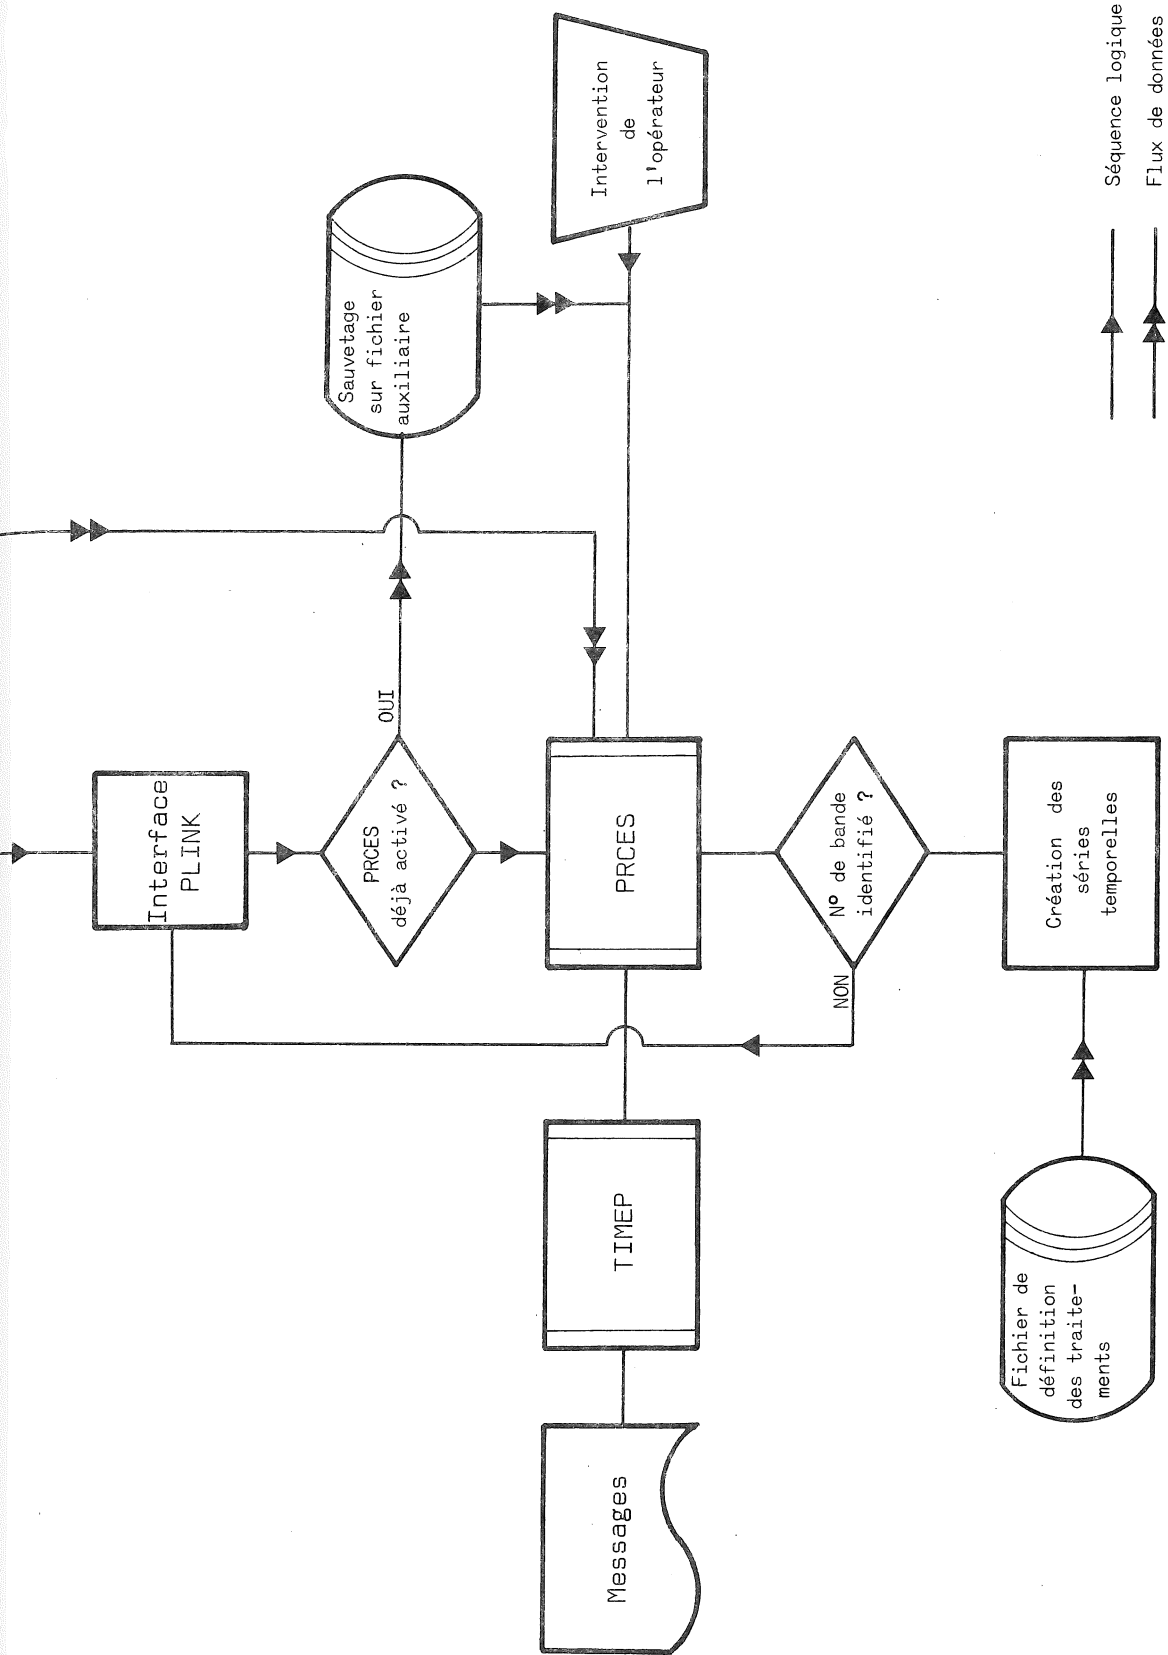 Interface
PLINK
PRCES
déjà activé ?
OUI
Sauvetage
sur fichier
auxiliaire
Intervention
de
l'opérateur
PRCES
TIMEP
Messages
N° de bande
identifié ?
NON
Création des
séries
temporelles
Fichier de
définition
des traite-
ments
Séquence logique
Flux de données